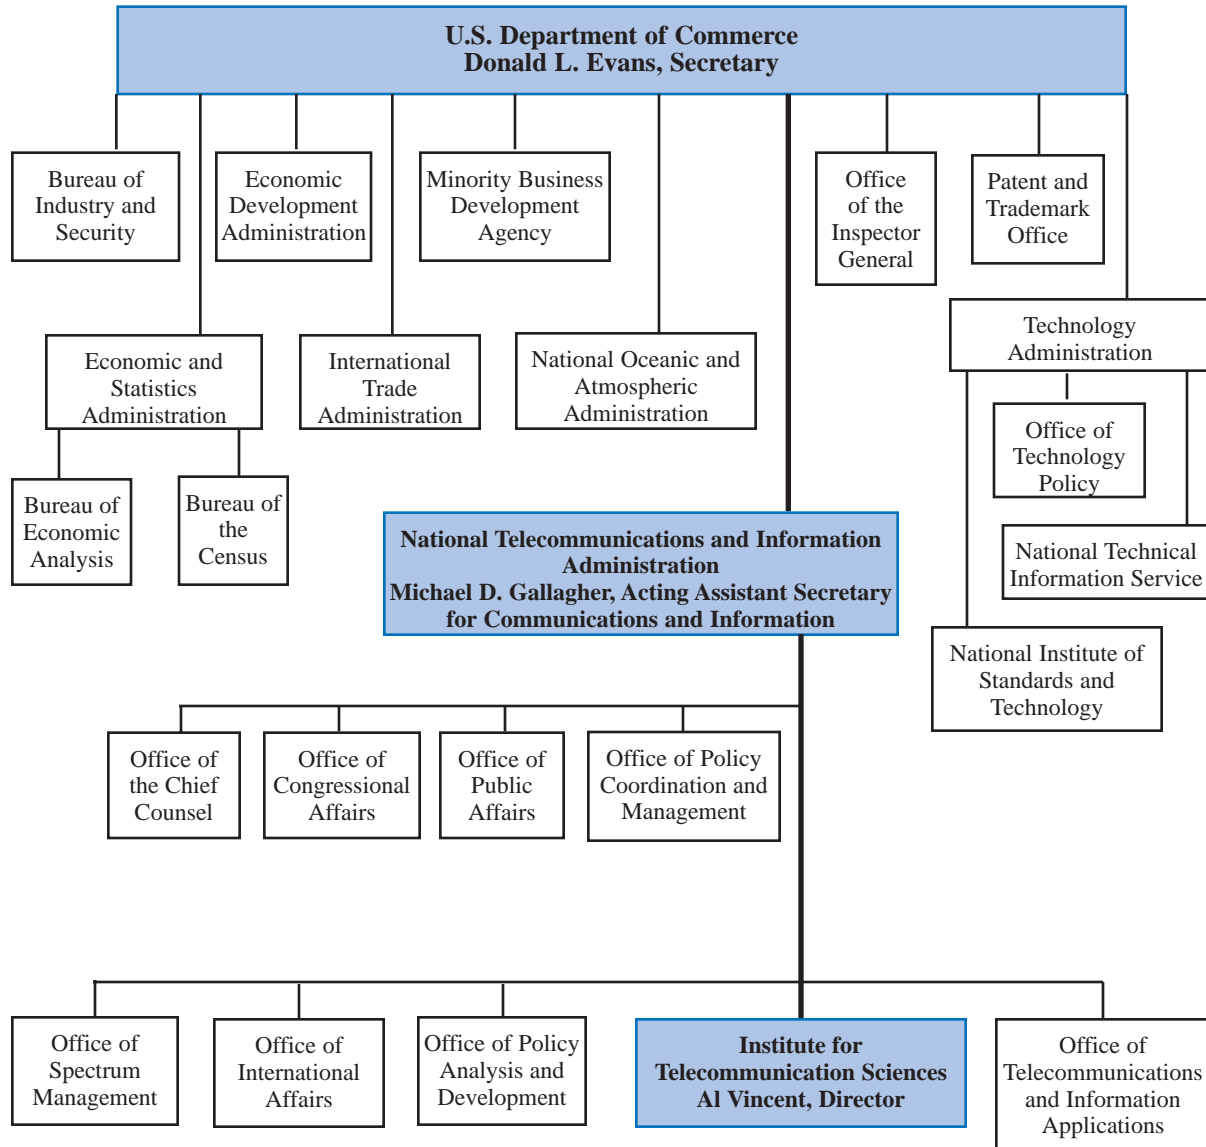 U.S. Department of Commerce
Donald L. Evans, Secretary
Bureau of
Industry and
Security
Economic
Development
Administration
Minority Business
Development
Agency
Office
of the
Inspector
General
Patent and
Trademark
Office
Economic and
Statistics
Administration
International
Trade
Administration
National Oceanic and
Atmospheric
Administration
Technology
Administration
Office of
Technology
Policy
Bureau of
Economic
Analysis
Bureau of
the
Census
National Telecommunications and Information
Administration
Michael D. Gallagher, Acting Assistant Secretary
for Communications and Information
National Technical
Information Service
National Institute of
Standards and
Technology
Office of
the Chief
Counsel
Office of
Congressional
Affairs
Office of
Public
Affairs
Office of Policy
Coordination and
Management
Office of
Spectrum
Management
Office of
International
Affairs
Office of Policy
Analysis and
Development
Institute for
Telecommunication Sciences
Al Vincent, Director
Office of
Telecommunications
and Information
Applications